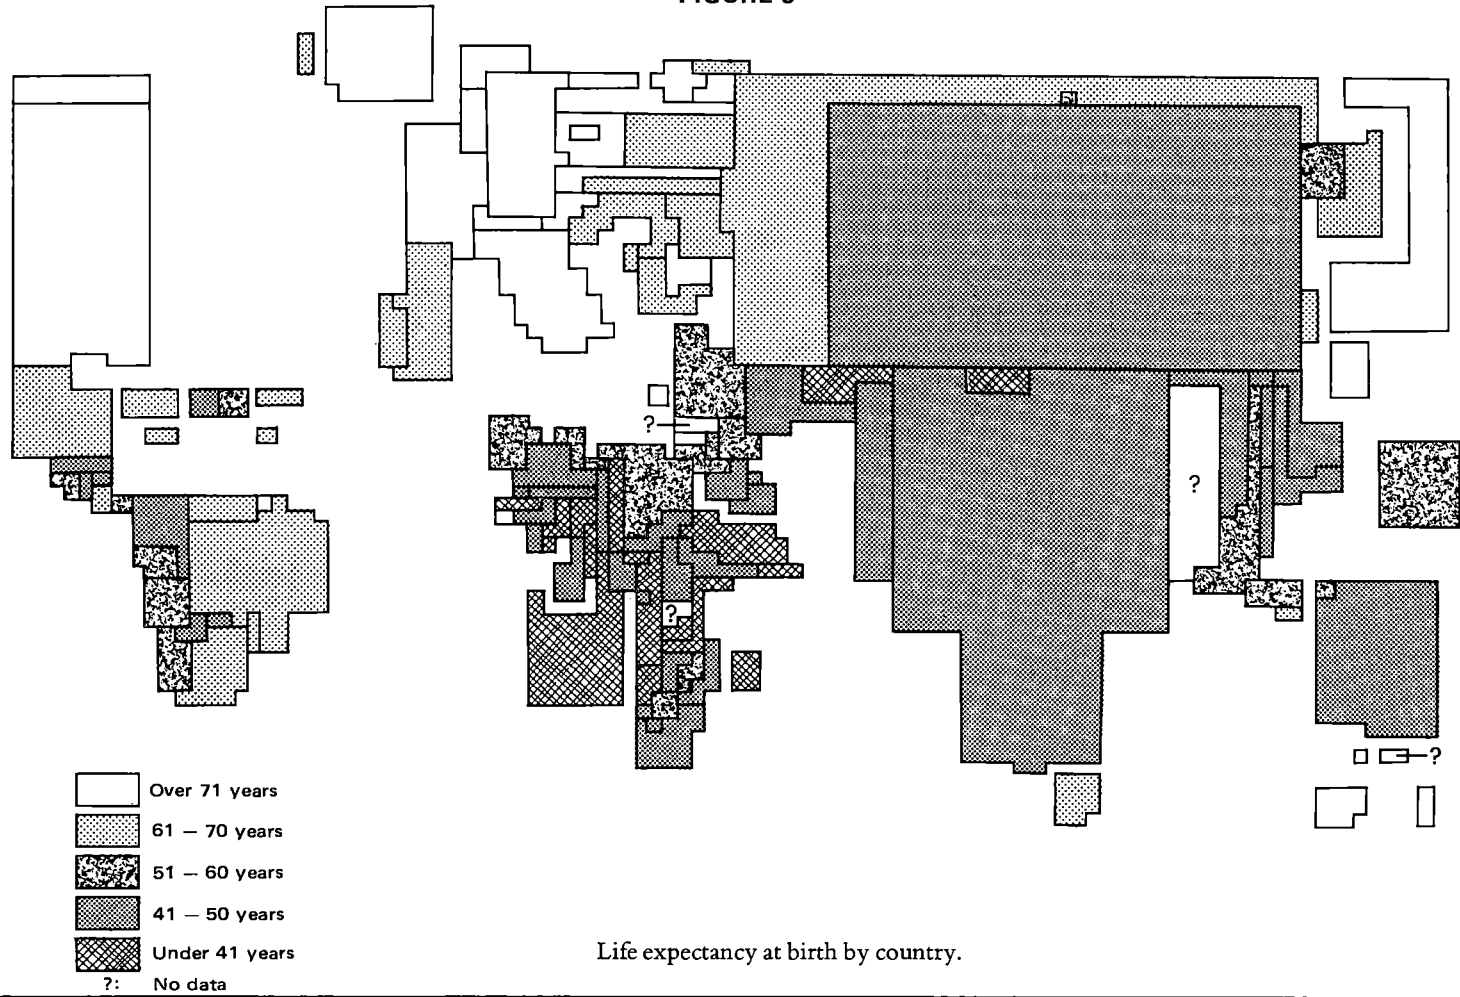 ?
?
?
?
Over 71 years
61 — 70 years
51 — 60 years
41 — 50 years
Under 41 years
?: No data
Life expectancy at birth by country.